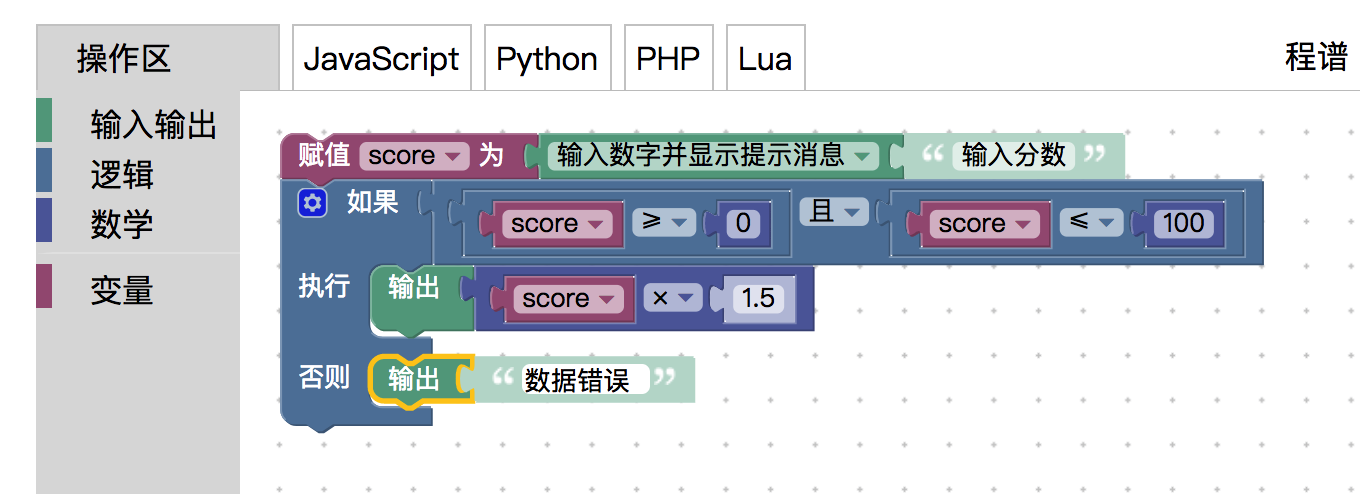 操作区 JavaScript Python PHP Lua 程谱
输入输出
逻辑
数学
变量
赋值 score 为 输入数字并显示提示消息 “ 输入分数 ”
如果 score ≥ 0 且 score ≤ 100
执行 输出 score × 1.5
否则 输出 “ 数据错误 ”